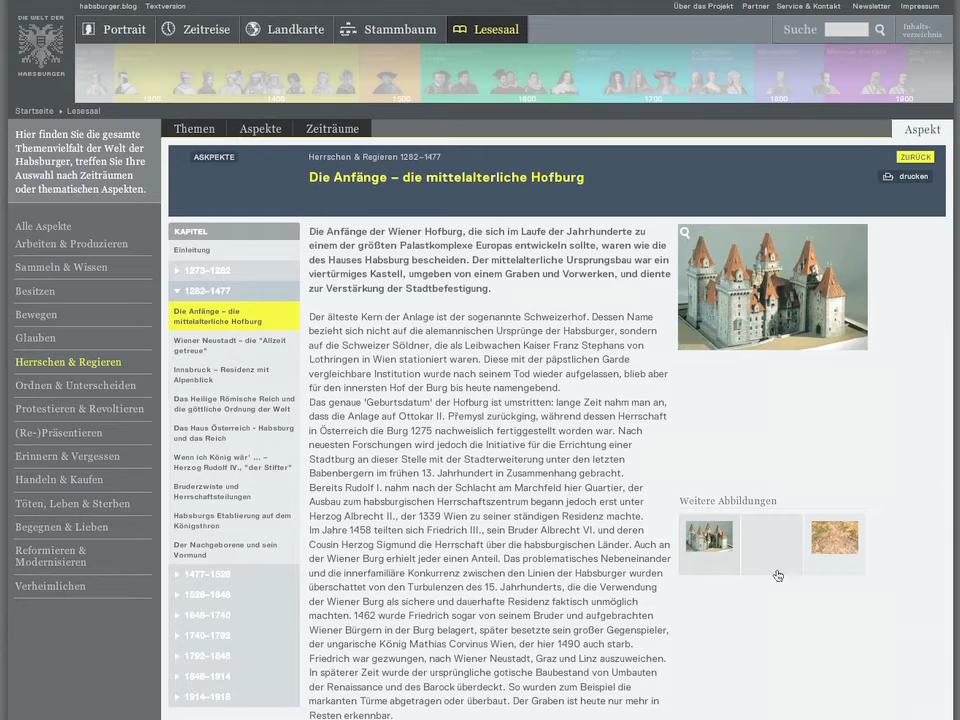 habsburger.blog Textversion
Über das Projekt Partner Service & Kontakt Newsletter Impressum
DIE WELT DER
HABSBURGER
Portrait Zeitreise Landkarte Stammbaum Lesesaal
Suche
Inhalts-
verzeichnis
1300 1400 1500 1600 1700 1800 1900
Startseite Lesesaal
Hier finden Sie die gesamte
Themenvielfalt der Welt der
Habsburger, treffen Sie Ihre
Auswahl nach Zeiträumen
oder thematischen Aspekten.
Alle Aspekte
Arbeiten & Produzieren
Sammeln & Wissen
Besitzen
Bewegen
Glauben
Herrschen & Regieren
Ordnen & Unterscheiden
Protestieren & Revoltieren
(Re-)Präsentieren
Erinnern & Vergessen
Handeln & Kaufen
Töten, Leben & Sterben
Begegnen & Lieben
Reformieren &
Modernisieren
Verheimlichen
Themen Aspekte Zeiträume
Aspekt
ASKPEKTE
Herrschen & Regieren 1282–1477
ZURÜCK
Die Anfänge – die mittelalterliche Hofburg
drucken
KAPITEL
Einleitung
1273–1282
1282–1477
Die Anfänge – die
mittelalterliche Hofburg
Wiener Neustadt – die "Allzeit
getreue"
Innsbruck – Residenz mit
Alpenblick
Das Heilige Römische Reich und
die göttliche Ordnung der Welt
Das Haus Österreich - Habsburg
und das Reich
Wenn ich König wär' ... –
Herzog Rudolf IV., "der Stifter"
Bruderzwiste und
Herrschaftsteilungen
Habsburgs Etablierung auf dem
Königsthron
Der Nachgeborene und sein
Vormund
1477–1526
1526–1648
1648–1740
1740–1792
1792–1848
1848–1914
1914–1918
Die Anfänge der Wiener Hofburg, die sich im Laufe der Jahrhunderte zu
einem der größten Palastkomplexe Europas entwickeln sollte, waren wie die
des Hauses Habsburg bescheiden. Der mittelalterliche Ursprungsbau war ein
viertürmiges Kastell, umgeben von einem Graben und Vorwerken, und diente
zur Verstärkung der Stadtbefestigung.
Der älteste Kern der Anlage ist der sogenannte Schweizerhof. Dessen Name
bezieht sich nicht auf die alemannischen Ursprünge der Habsburger, sondern
auf die Schweizer Söldner, die als Leibwachen Kaiser Franz Stephans von
Lothringen in Wien stationiert waren. Diese mit der päpstlichen Garde
vergleichbare Institution wurde nach seinem Tod wieder aufgelassen, blieb aber
für den innersten Hof der Burg bis heute namengebend.
Das genaue 'Geburtsdatum' der Hofburg ist umstritten: lange Zeit nahm man an,
dass die Anlage auf Ottokar II. Přemysl zurückging, während dessen Herrschaft
in Österreich die Burg 1275 nachweislich fertiggestellt worden war. Nach
neuesten Forschungen wird jedoch die Initiative für die Errichtung einer
Stadtburg an dieser Stelle mit der Stadterweiterung unter den letzten
Babenbergern im frühen 13. Jahrhundert in Zusammenhang gebracht.
Bereits Rudolf I. nahm nach der Schlacht am Marchfeld hier Quartier, der
Ausbau zum habsburgischen Herrschaftszentrum begann jedoch erst unter
Herzog Albrecht II., der 1339 Wien zu seiner ständigen Residenz machte.
Im Jahre 1458 teilten sich Friedrich III., sein Bruder Albrecht VI. und deren
Cousin Herzog Sigmund die Herrschaft über die habsburgischen Länder. Auch an
der Wiener Burg erhielt jeder einen Anteil. Das problematisches Nebeneinander
und die innerfamiliäre Konkurrenz zwischen den Linien der Habsburger wurden
überschattet von den Turbulenzen des 15. Jahrhunderts, die die Verwendung
der Wiener Burg als sichere und dauerhafte Residenz faktisch unmöglich
machten. 1462 wurde Friedrich sogar von seinem Bruder und aufgebrachten
Wiener Bürgern in der Burg belagert, später besetzte sein großer Gegenspieler,
der ungarische König Mathias Corvinus Wien, der hier 1490 auch starb.
Friedrich war gezwungen, nach Wiener Neustadt, Graz und Linz auszuweichen.
In späterer Zeit wurde der ursprüngliche gotische Baubestand von Umbauten
der Renaissance und des Barock überdeckt. So wurden zum Beispiel die
markanten Türme abgetragen oder überbaut. Der Graben ist heute nur mehr in
Resten erkennbar.
Weitere Abbildungen